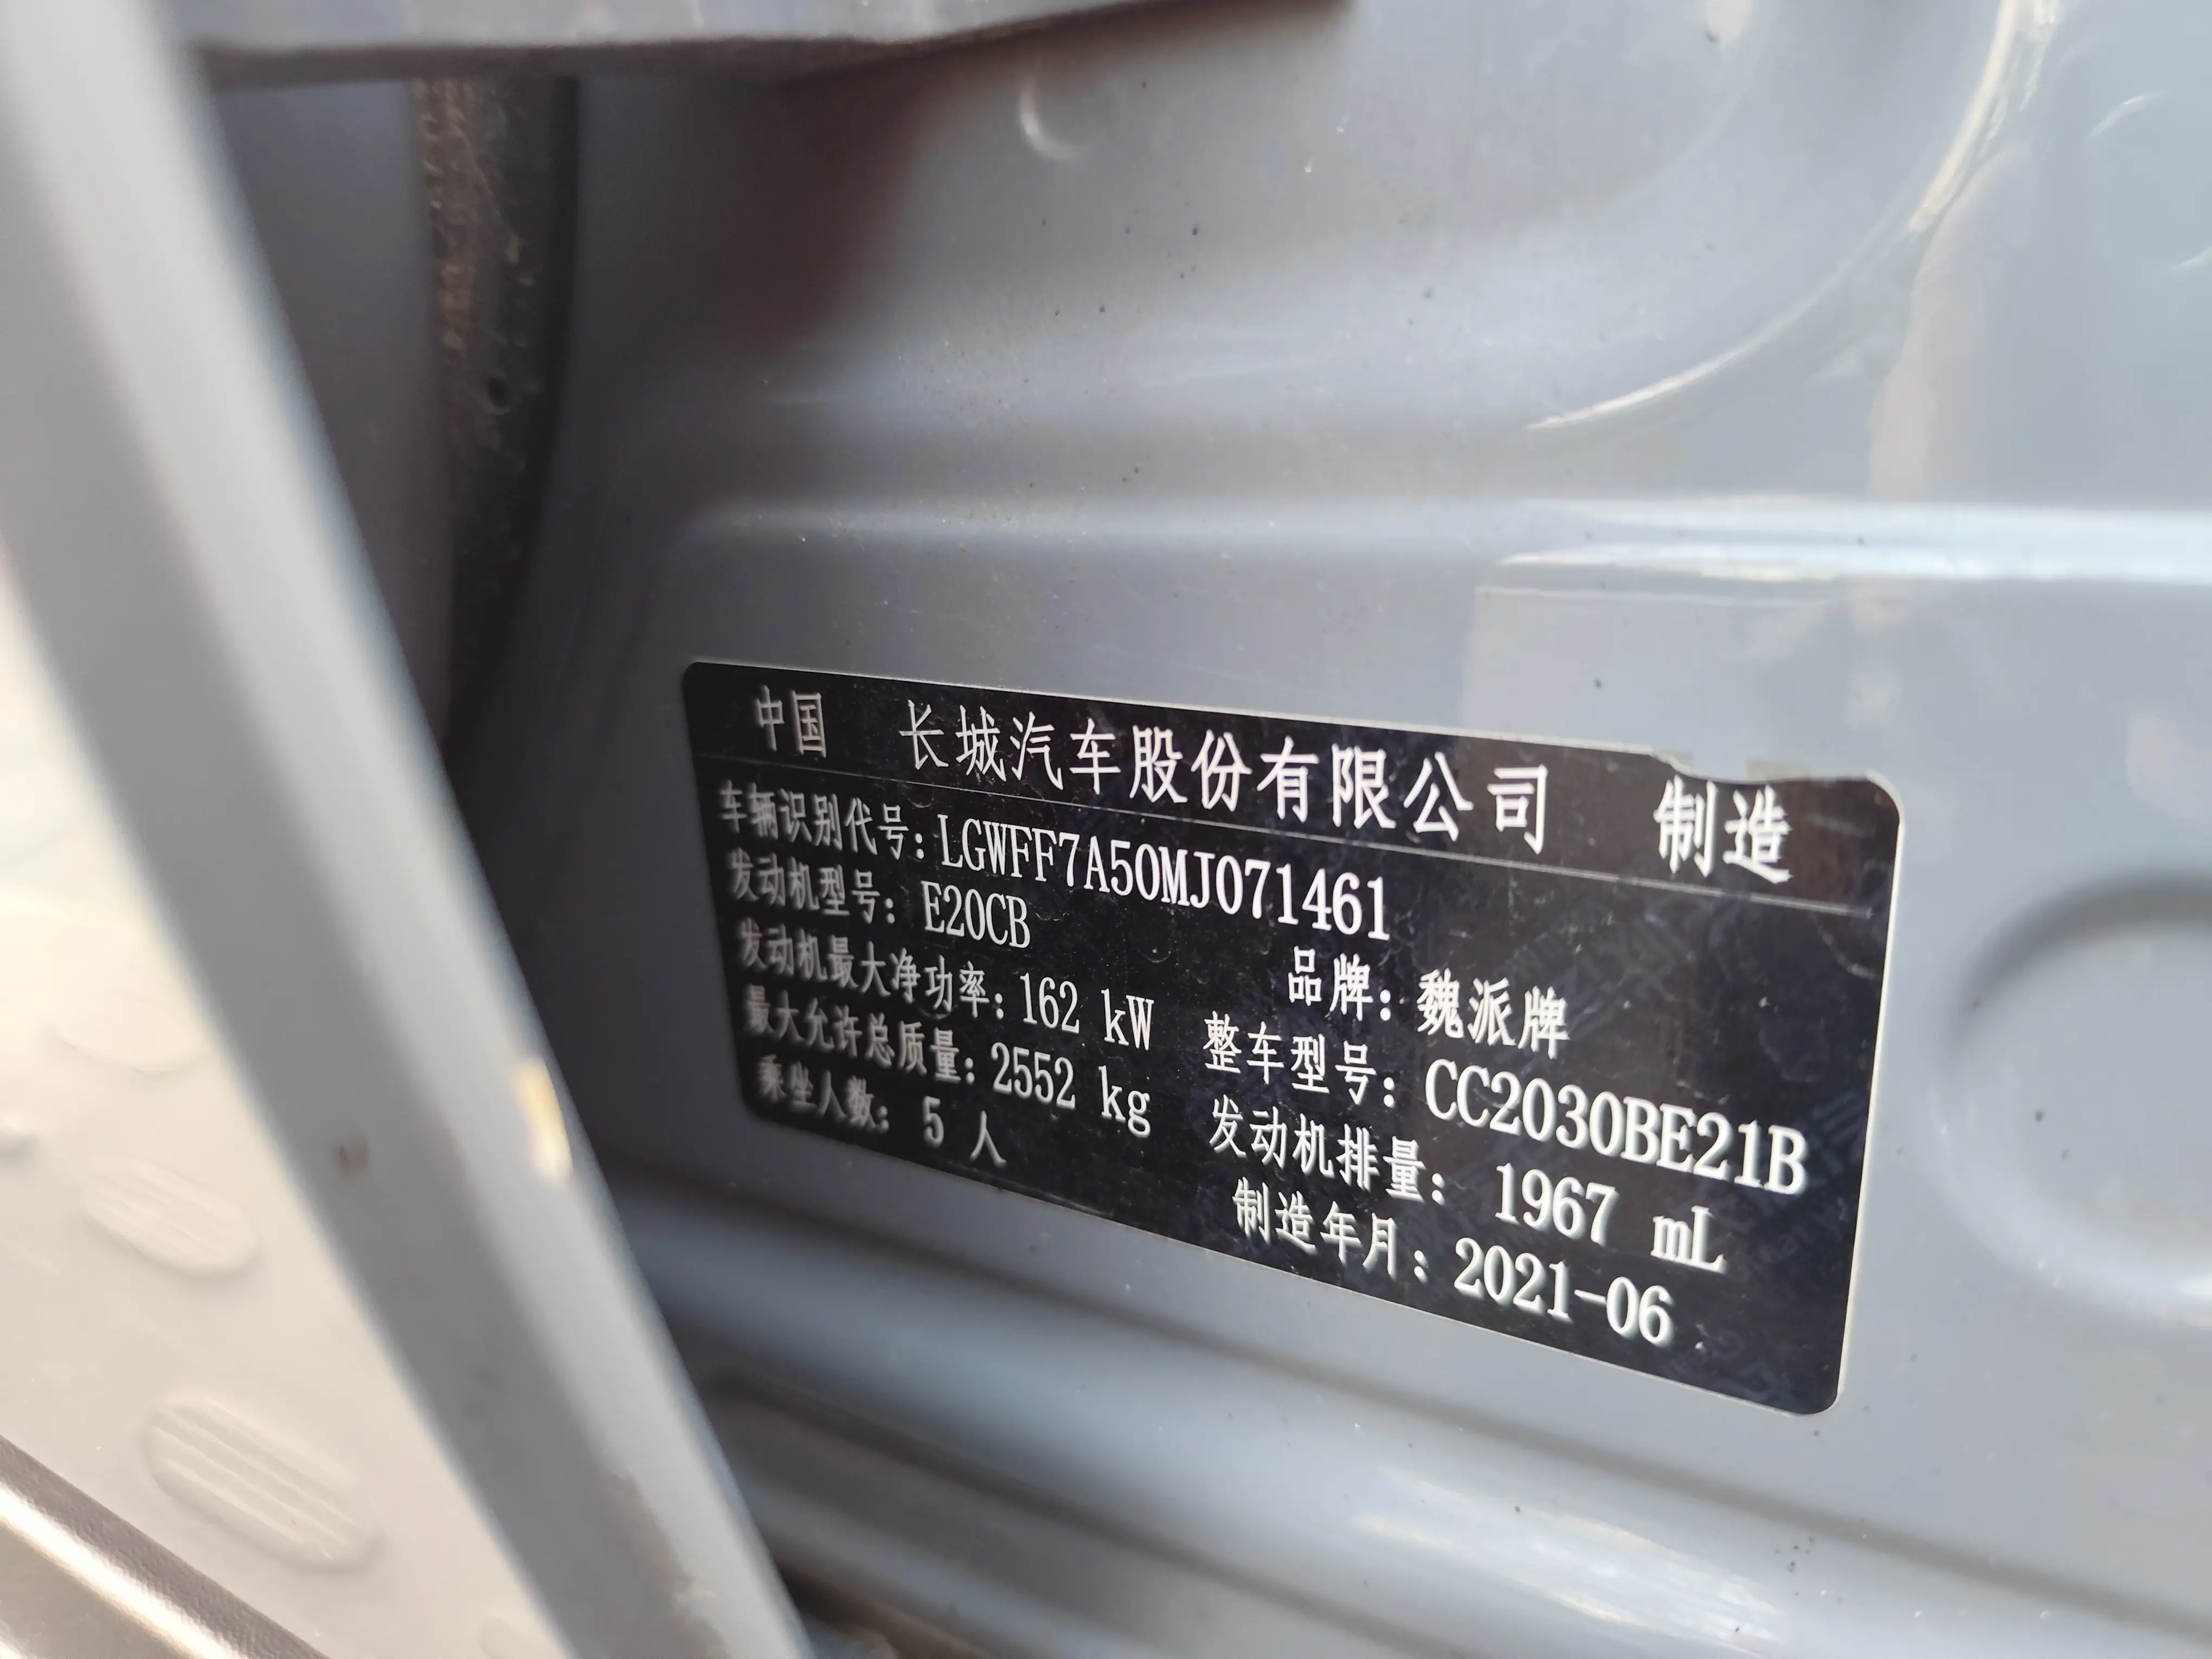 中国 长城汽车股份有限公司 制造
车辆识别代号：LGWFF7A50MJ071461
发动机型号：E20CB 品牌：魏派牌
发动机最大净功率：162 kW 整车型号：CC2030BE21B
最大允许总质量：2552 kg 发动机排量：1967 mL
乘坐人数：5 人 制造年月：2021-06